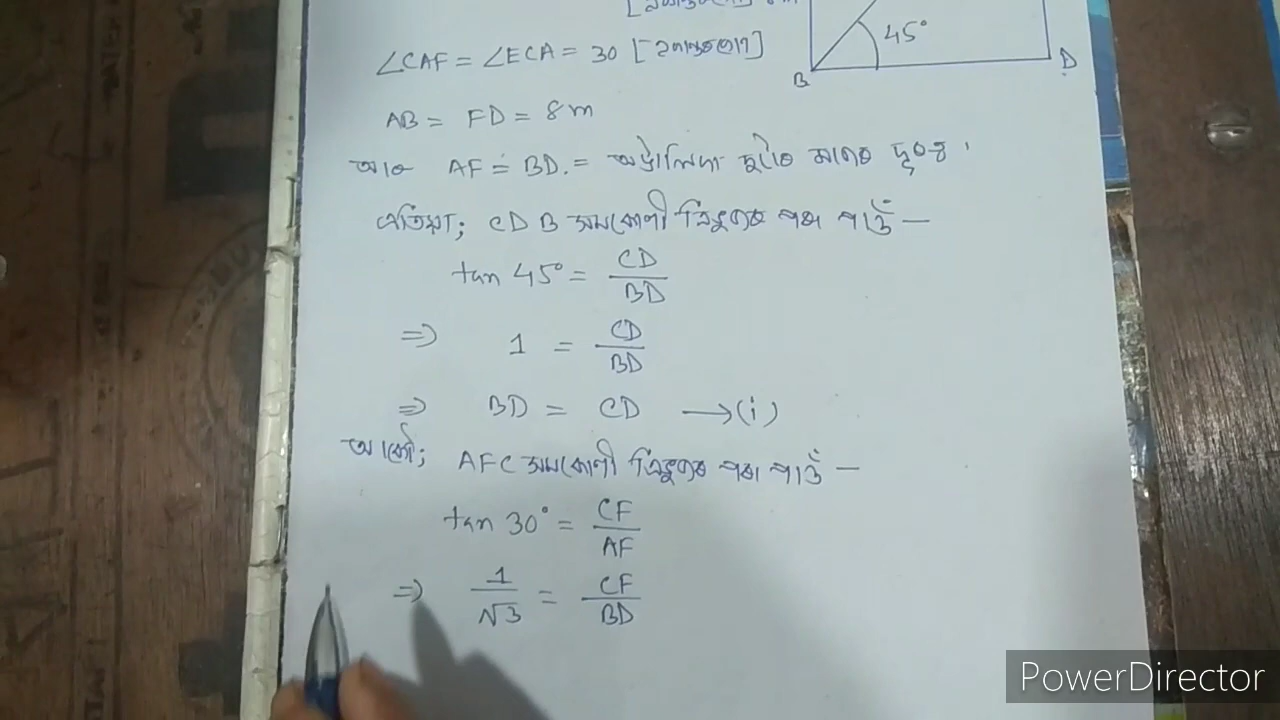 45°
∠CAF = ∠ECA = 30 [একান্তৰকোণ]
B
D
AB = FD = 8m
আৰু AF = BD. = অট্টালিকা দুটাৰ মাজৰ দূৰত্ব ।
এতিয়া; CDB সমকোণী ত্ৰিভুজৰ পৰা পাওঁ —
tan 45° = CD/BD
⇒ 1 = CD/BD
⇒ BD = CD ⟶(i)
আকৌ; AFC সমকোণী ত্ৰিভুজৰ পৰা পাওঁ —
tan 30° = CF/AF
⇒ 1/√3 = CF/BD
PowerDirector